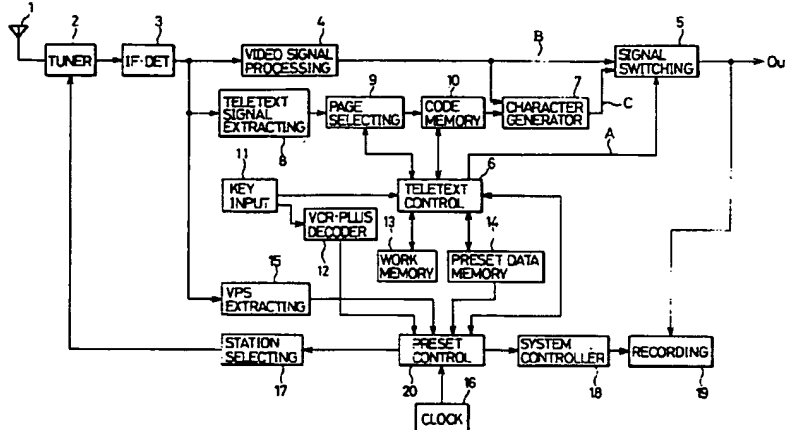 1
2
3
4
5
TUNER
IF·DET
VIDEO SIGNAL
PROCESSING
B
SIGNAL
SWITCHING
Ou
9
10
7
C
TELETEXT
SIGNAL
EXTRACTING
PAGE
SELECTING
CODE
MEMORY
CHARACTER
GENERATOR
8
A
11
6
KEY
INPUT
TELETEXT
CONTROL
VCR-PLUS
DECODER
12
13
14
WORK
MEMORY
PRESET DATA
MEMORY
15
VPS
EXTRACTING
STATION
SELECTING
PRESET
CONTROL
SYSTEM
CONTROLLER
RECORDING
17
20
16
18
19
CLOCK